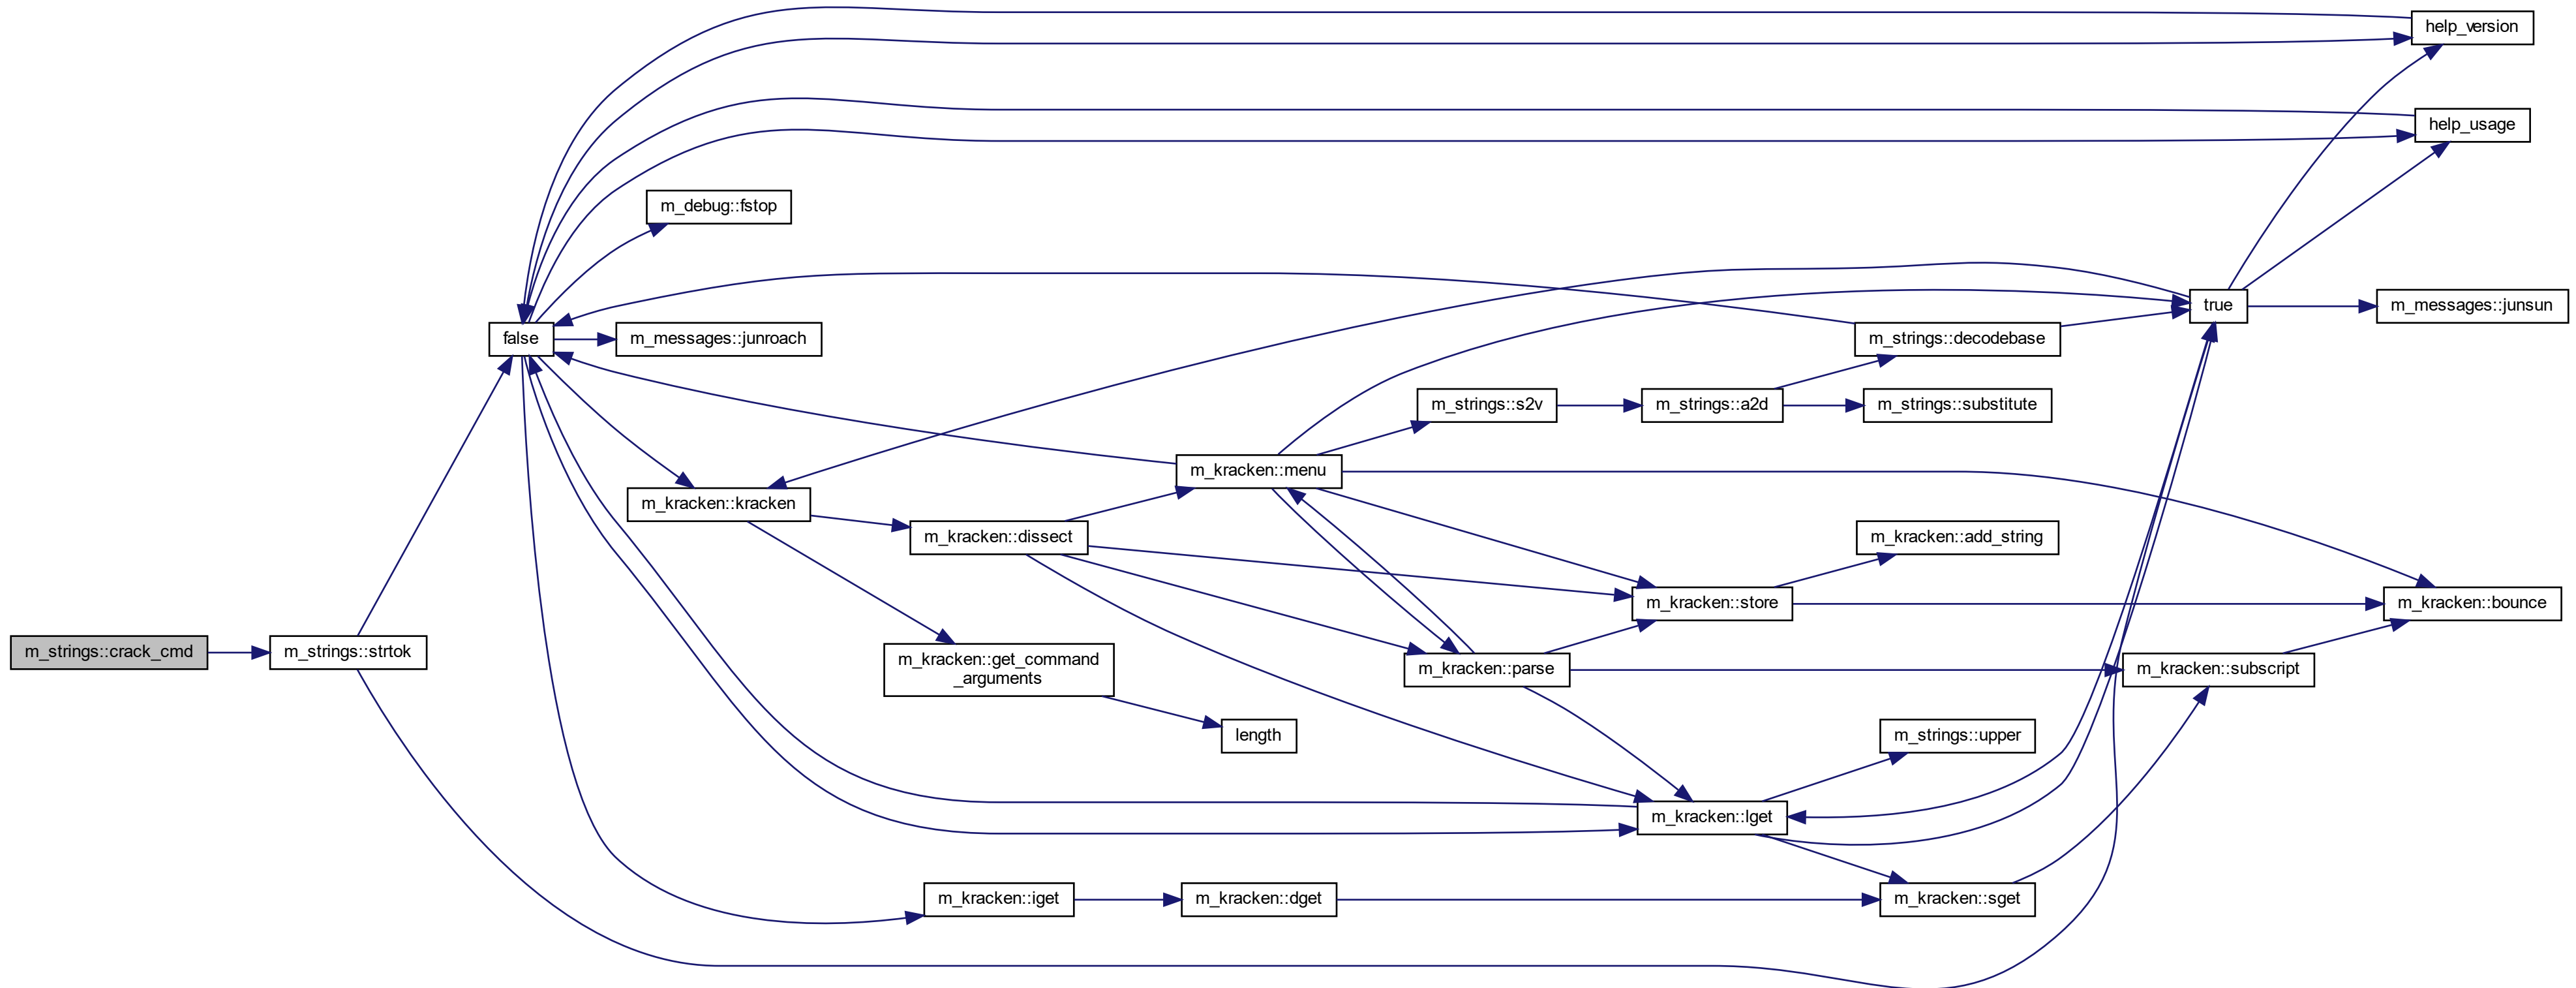 help_version
help_usage
m_debug::fstop
true
m_messages::junsun
false
m_messages::junroach
m_strings::decodebase
m_strings::s2v
m_strings::a2d
m_strings::substitute
m_kracken::menu
m_kracken::kracken
m_kracken::dissect
m_kracken::add_string
m_kracken::store
m_kracken::bounce
m_strings::crack_cmd
m_strings::strtok
m_kracken::get_command
_arguments
m_kracken::parse
m_kracken::subscript
length
m_strings::upper
m_kracken::lget
m_kracken::iget
m_kracken::dget
m_kracken::sget